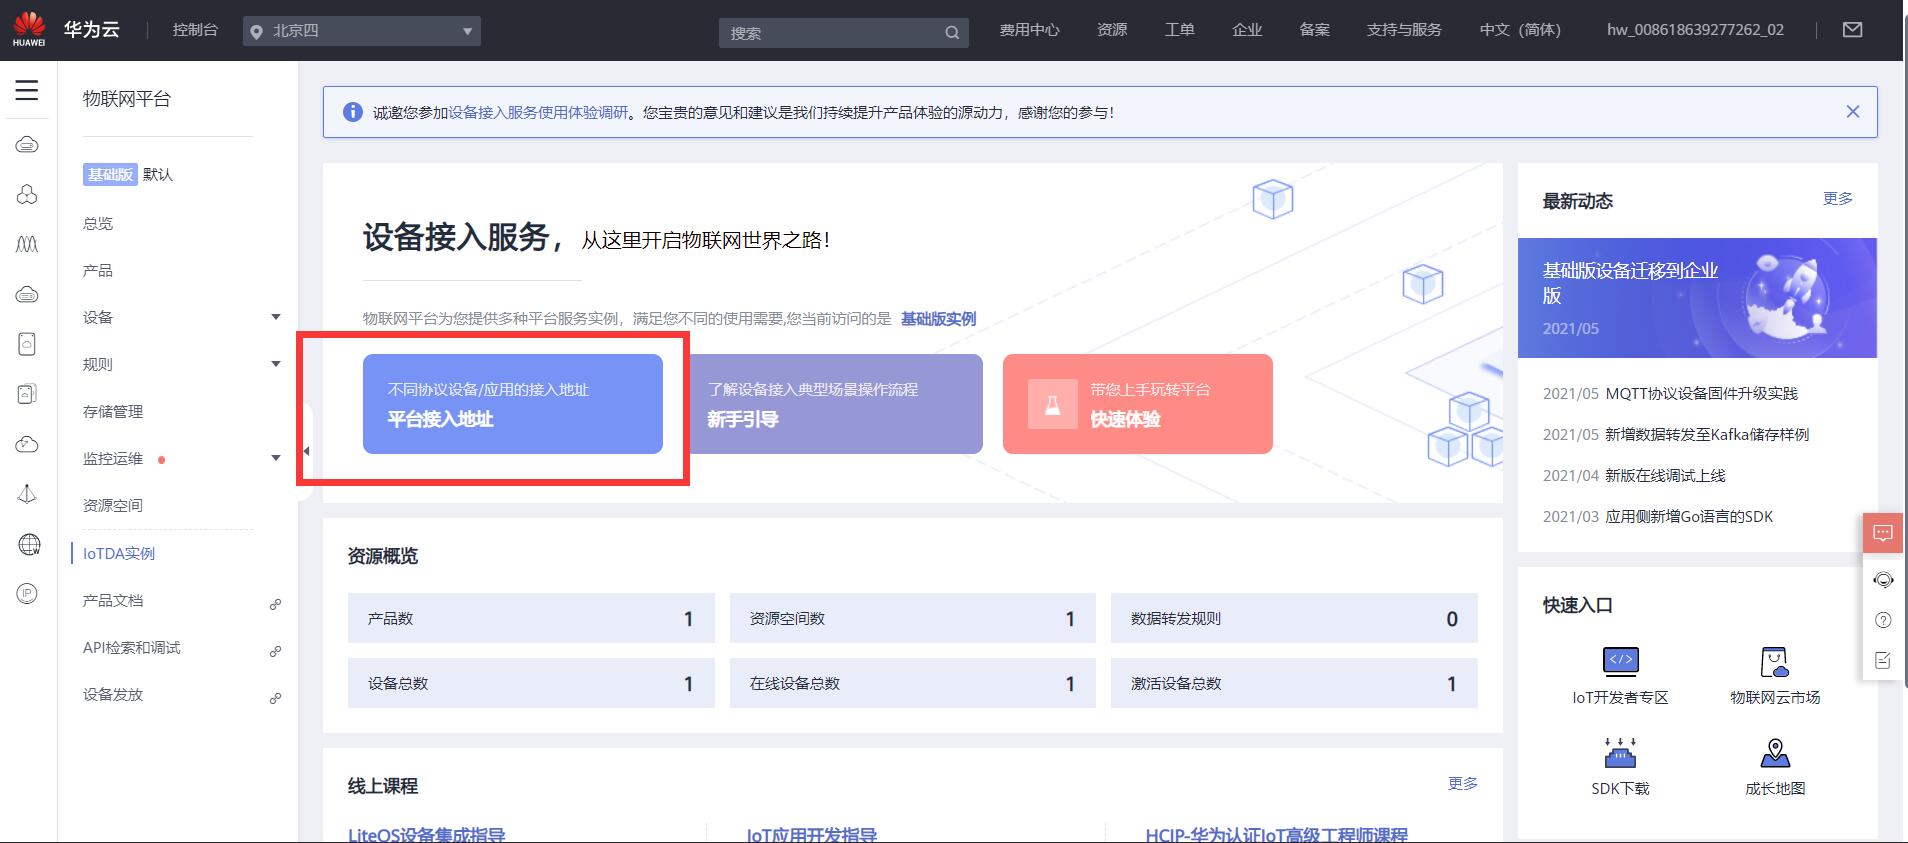 HUAWEI
华为云
控制台
北京四
搜索
费用中心
资源
工单
企业
备案
支持与服务
中文（简体）
hw_008618639277262_02
物联网平台
基础版 默认
总览
产品
设备
规则
存储管理
监控运维
资源空间
IoTDA实例
产品文档
API检索和调试
设备发放
诚邀您参加设备接入服务使用体验调研。您宝贵的意见和建议是我们持续提升产品体验的源动力，感谢您的参与！
设备接入服务，从这里开启物联网世界之路！
物联网平台为您提供多种平台服务实例，满足您不同的使用需要,您当前访问的是 基础版实例
不同协议设备/应用的接入地址
平台接入地址
了解设备接入典型场景操作流程
新手引导
带您上手玩转平台
快速体验
资源概览
产品数 1
资源空间数 1
数据转发规则 0
设备总数 1
在线设备总数 1
激活设备总数 1
线上课程
更多
LiteOS设备集成指导
IoT应用开发指导
HCIP-华为认证IoT高级工程师课程
最新动态
更多
基础版设备迁移到企业
版
2021/05
2021/05 MQTT协议设备固件升级实践
2021/05 新增数据转发至Kafka储存样例
2021/04 新版在线调试上线
2021/03 应用侧新增Go语言的SDK
快速入口
IoT开发者专区
物联网云市场
SDK下载
成长地图